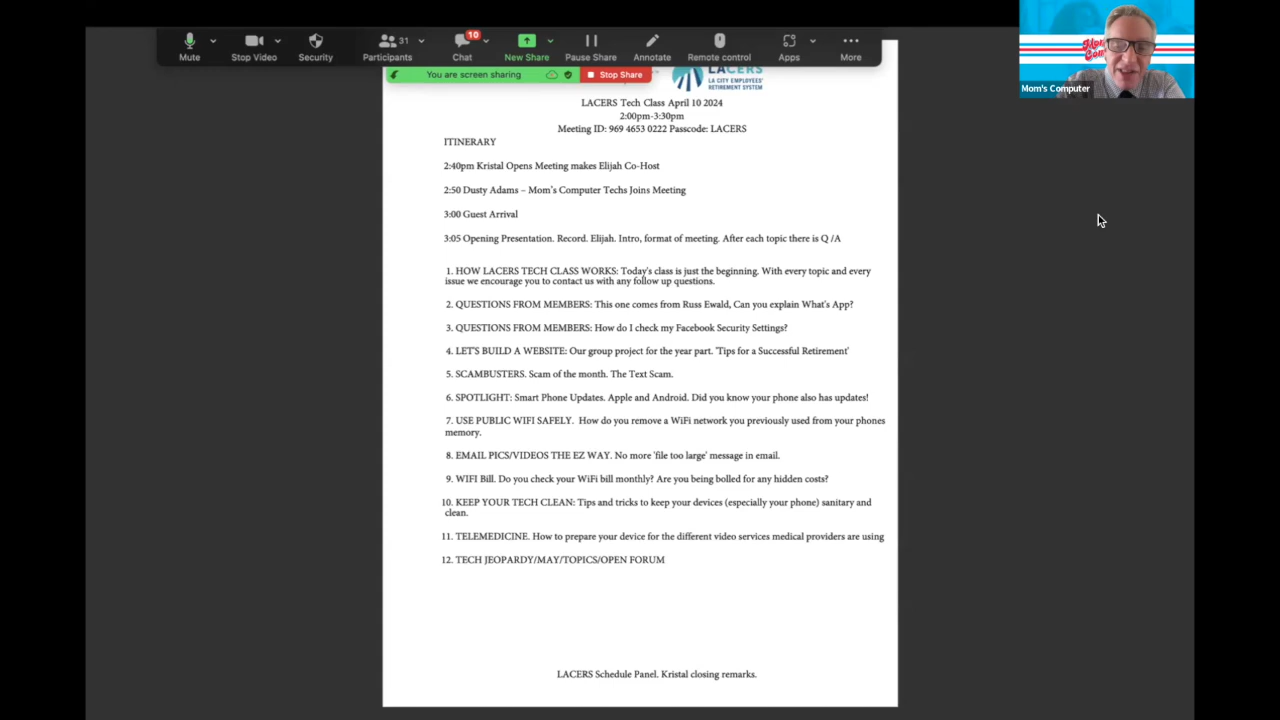 31
10
Mute
Stop Video
Security
Participants
Chat
New Share
Pause Share
Annotate
Remote control
Apps
More
You are screen sharing
Stop Share
LACERS
LA CITY EMPLOYEES'
RETIREMENT SYSTEM
Mom's Computer
LACERS Tech Class April 10 2024
2:00pm-3:30pm
Meeting ID: 969 4653 0222 Passcode: LACERS
ITINERARY
2:40pm Kristal Opens Meeting makes Elijah Co-Host
2:50 Dusty Adams – Mom's Computer Techs Joins Meeting
3:00 Guest Arrival
3:05 Opening Presentation. Record. Elijah. Intro, format of meeting. After each topic there is Q /A
1. HOW LACERS TECH CLASS WORKS: Today's class is just the beginning. With every topic and every
issue we encourage you to contact us with any follow up questions.
2. QUESTIONS FROM MEMBERS: This one comes from Russ Ewald, Can you explain What's App?
3. QUESTIONS FROM MEMBERS: How do I check my Facebook Security Settings?
4. LET'S BUILD A WEBSITE: Our group project for the year part. 'Tips for a Successful Retirement'
5. SCAMBUSTERS. Scam of the month. The Text Scam.
6. SPOTLIGHT: Smart Phone Updates. Apple and Android. Did you know your phone also has updates!
7. USE PUBLIC WIFI SAFELY. How do you remove a WiFi network you previously used from your phones
memory.
8. EMAIL PICS/VIDEOS THE EZ WAY. No more 'file too large' message in email.
9. WIFI Bill. Do you check your WiFi bill monthly? Are you being bolled for any hidden costs?
10. KEEP YOUR TECH CLEAN: Tips and tricks to keep your devices (especially your phone) sanitary and
clean.
11. TELEMEDICINE. How to prepare your device for the different video services medical providers are using
12. TECH JEOPARDY/MAY/TOPICS/OPEN FORUM
LACERS Schedule Panel. Kristal closing remarks.